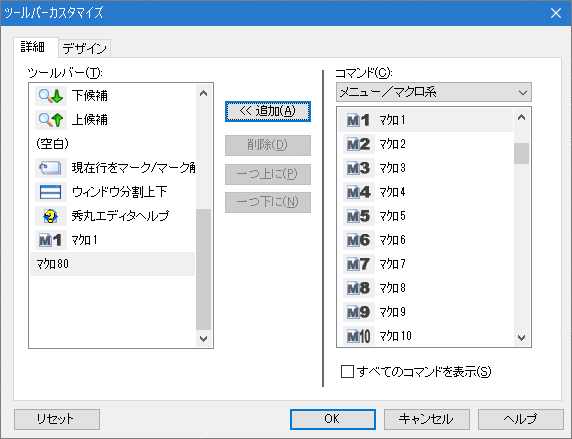 ツールバーカスタマイズ
詳細
デザイン
ツールバー(T):
下候補
上候補
(空白)
現在行をマーク/マーク解
ウィンドウ分割上下
秀丸エディタヘルプ
M1 マクロ1
マクロ80
<< 追加(A)
削除(D)
一つ上に(P)
一つ下に(N)
コマンド(C):
メニュー／マクロ系
M1 マクロ1
M2 マクロ2
M3 マクロ3
M4 マクロ4
M5 マクロ5
M6 マクロ6
M7 マクロ7
M8 マクロ8
M9 マクロ9
M10 マクロ10
すべてのコマンドを表示(S)
リセット
OK
キャンセル
ヘルプ